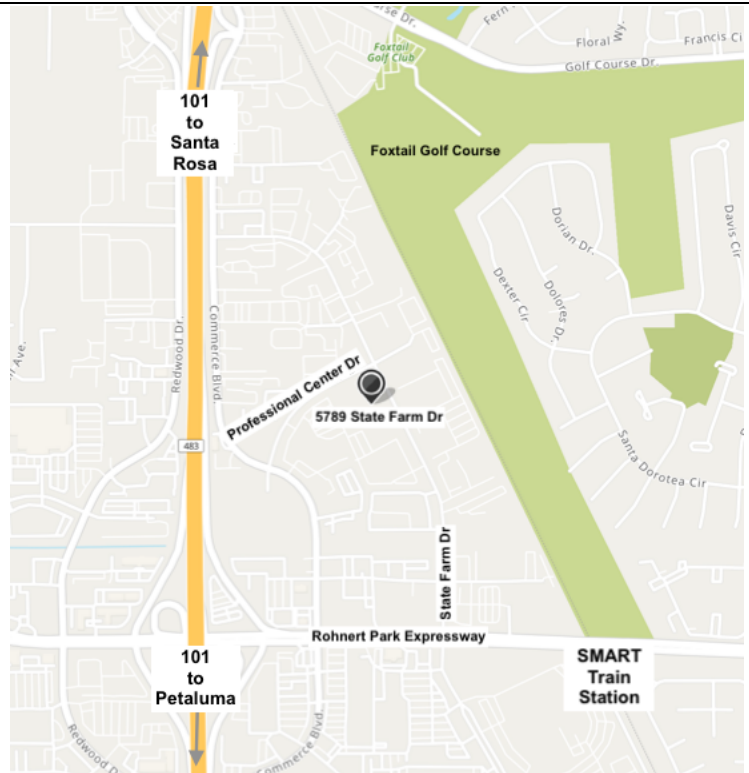 rse Dr.
Fern
Floral Wy.
Francis Ci
Golf Course Dr.
Foxtail
Golf Club
101
to
Santa
Rosa
Foxtail Golf Course
Davis Cir
Dorian Dr.
Dexter Cir
Dolores Dr.
Redwood Dr.
Commerce Blvd.
Ave.
Professional Center Dr
5789 State Farm Dr
483
Santa Dorotea Cir
State Farm Dr
Rohnert Park Expressway
101
to
Petaluma
SMART
Train
Station
Redwood D
Commerce Blvd.